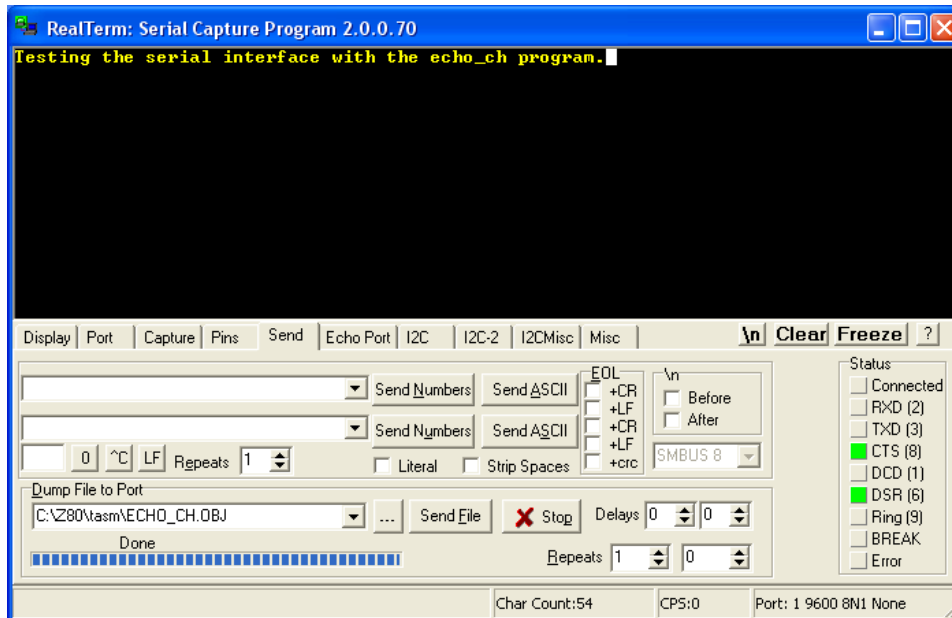 RealTerm: Serial Capture Program 2.0.0.70
Testing the serial interface with the echo_ch program.
Display Port Capture Pins Send Echo Port I2C I2C-2 I2CMisc Misc \n Clear Freeze ?
EOL \n Status
Send Numbers Send ASCII +CR Before Connected
+LF After RXD (2)
Send Numbers Send ASCII +CR TXD (3)
+LF SMBUS 8 CTS (8)
0 ^C LF Repeats 1 Literal Strip Spaces +crc DCD (1)
Dump File to Port DSR (6)
C:\Z80\tasm\ECHO_CH.OBJ ... Send File Stop Delays 0 0 Ring (9)
Done BREAK
Repeats 1 0 Error
Char Count:54 CPS:0 Port: 1 9600 8N1 None